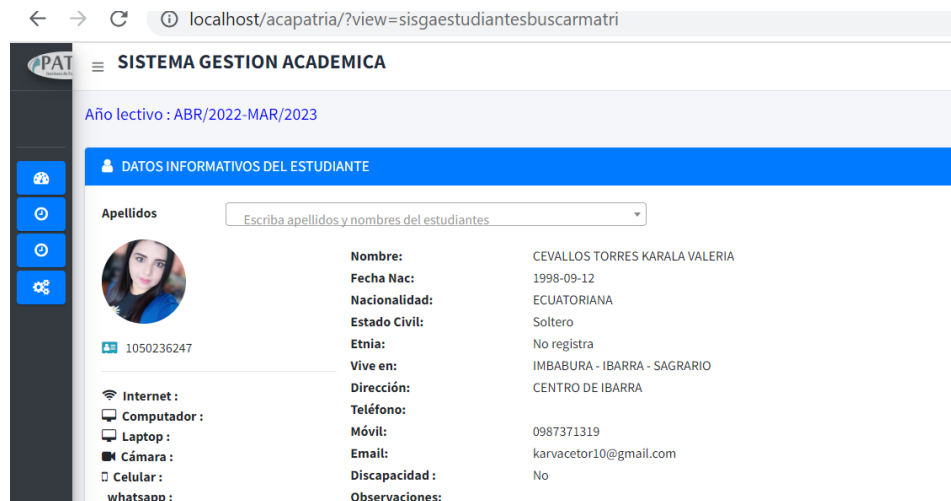 localhost/acapatria/?view=sisgaestudiantesbuscarmatri
PAT
SISTEMA GESTION ACADEMICA
Año lectivo : ABR/2022-MAR/2023
DATOS INFORMATIVOS DEL ESTUDIANTE
Apellidos Escriba apellidos y nombres del estudiantes
Nombre: CEVALLOS TORRES KARALA VALERIA
Fecha Nac: 1998-09-12
Nacionalidad: ECUATORIANA
Estado Civil: Soltero
Etnia: No registra
1050236247
Vive en: IMBABURA - IBARRA - SAGRARIO
Dirección: CENTRO DE IBARRA
Internet :
Teléfono:
Computador :
Móvil: 0987371319
Laptop :
Email: karvacetor10@gmail.com
Cámara :
Discapacidad : No
Celular :
Observaciones:
whatsapp :